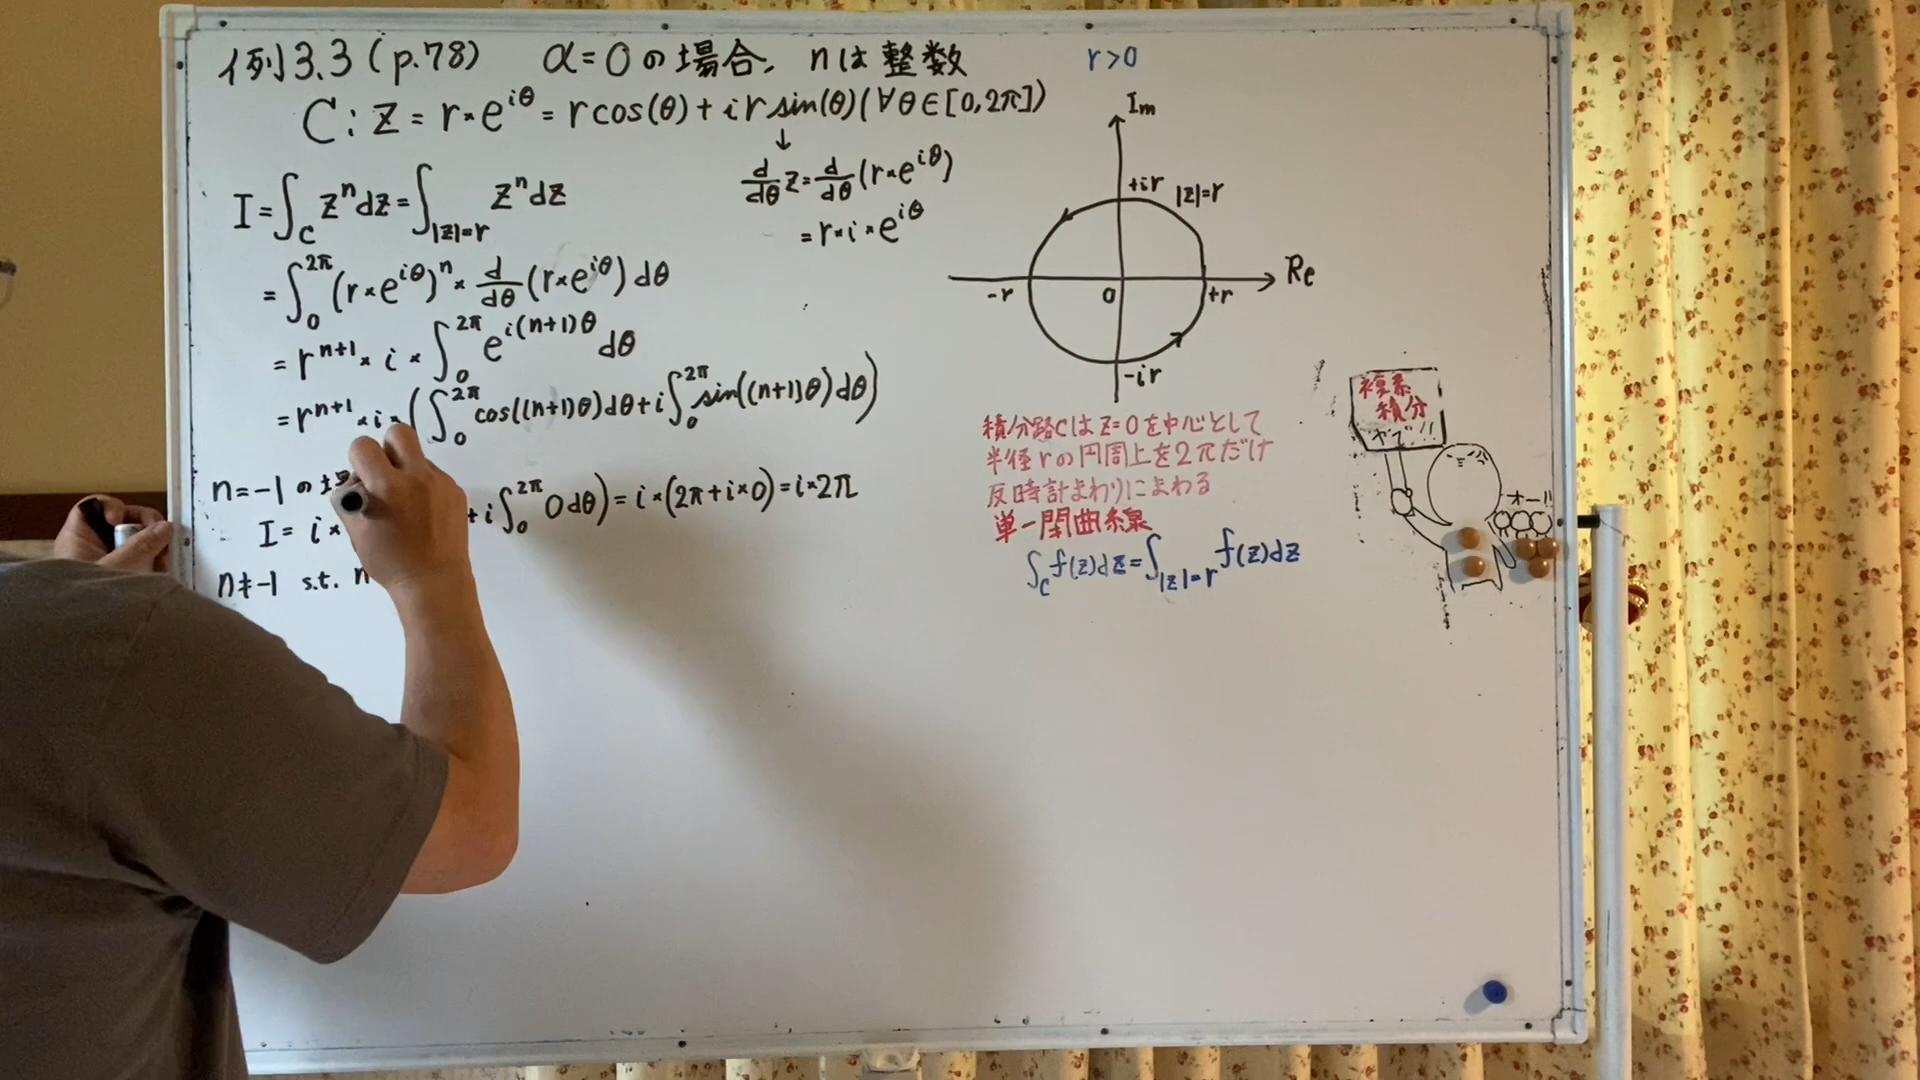 例3.3 (p.78) α=0の場合, nは整数
C: z = r×e^{iθ} = r cos(θ) + i r sin(θ) (∀θ∈[0,2π])
I = ∫_C z^n dz = ∫_{|z|=r} z^n dz
= ∫_0^{2π} (r×e^{iθ})^n × d/dθ (r×e^{iθ}) dθ
= r^{n+1} × i × ∫_0^{2π} e^{i(n+1)θ} dθ
= r^{n+1} × i × (∫_0^{2π} cos((n+1)θ)dθ + i∫_0^{2π} sin((n+1)θ)dθ)
n=-1 の場
I = i ×
+ i∫_0^{2π} 0dθ) = i×(2π+i×0) = i×2π
n≠-1 s.t. n
↓
d/dθ z = d/dθ (r×e^{iθ})
= r×i×e^{iθ}
r>0
Im
+ir
|z|=r
-r
0
+r
Re
-ir
積分路Cはz=0を中心として
半径rの円周上を2πだけ
反時計まわりにまわる
単一閉曲線
∫_C f(z)dz = ∫_{|z|=r} f(z)dz
複素
積分
オー!!